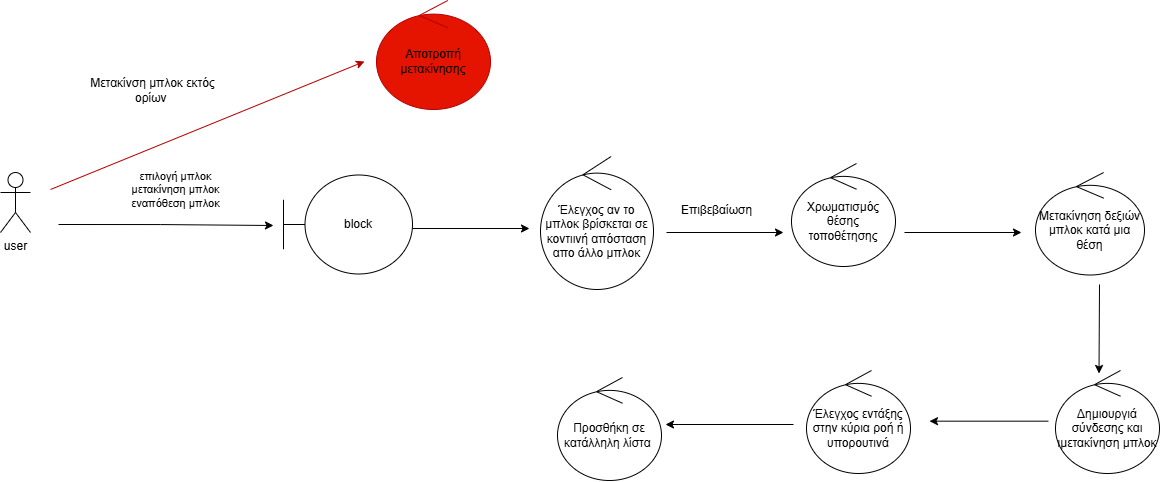 Αποτροπή
μετακίνησης
Μετακίνση μπλοκ εκτός
ορίων
επιλογή μπλοκ
μετακίνηση μπλοκ
εναπόθεση μπλοκ
user
block
Έλεγχος αν το
μπλοκ βρίσκεται σε
κοντιινή απόσταση
απο άλλο μπλοκ
Επιβεβαίωση
Χρωματισμός
θέσης
τοποθέτησης
Μετακίνηση δεξιών
μπλοκ κατά μια
θέση
Δημιουργιά
σύνδεσης και
μετακίνηση μπλοκ
Έλεγχος εντάξης
στην κύρια ροή ή
υπορουτινά
Προσθήκη σε
κατάλληλη λίστα